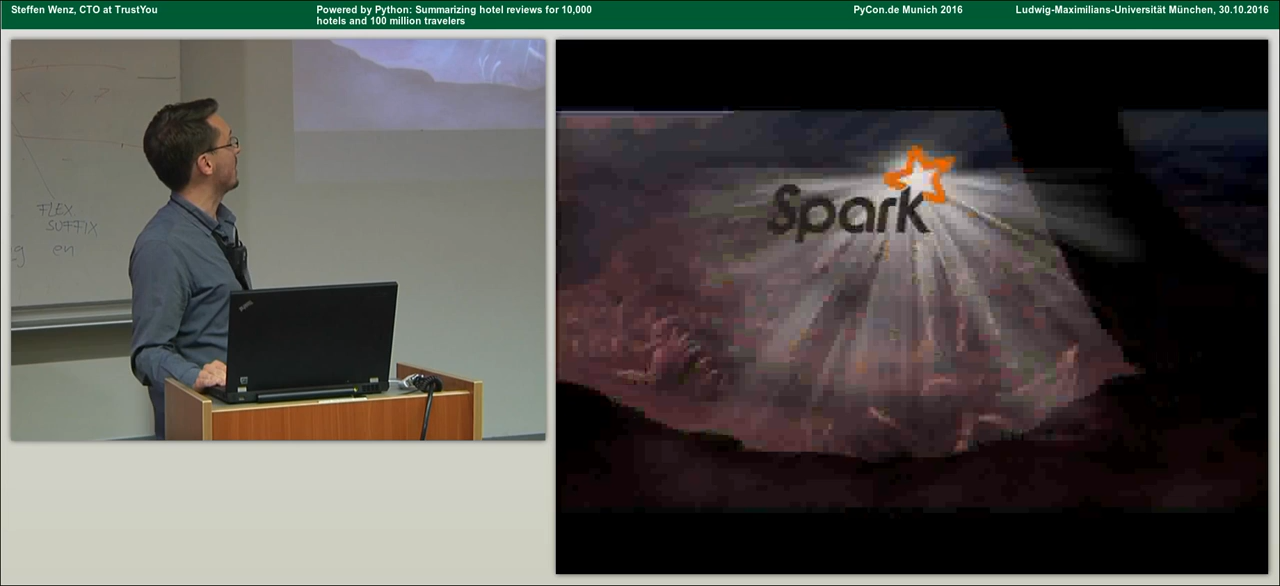 Steffen Wenz, CTO at TrustYou
Powered by Python: Summarizing hotel reviews for 10,000
hotels and 100 million travelers
PyCon.de Munich 2016
Ludwig-Maximilians-Universität München, 30.10.2016
X Y ?
FLEX
SUFFIX
g en
Spark